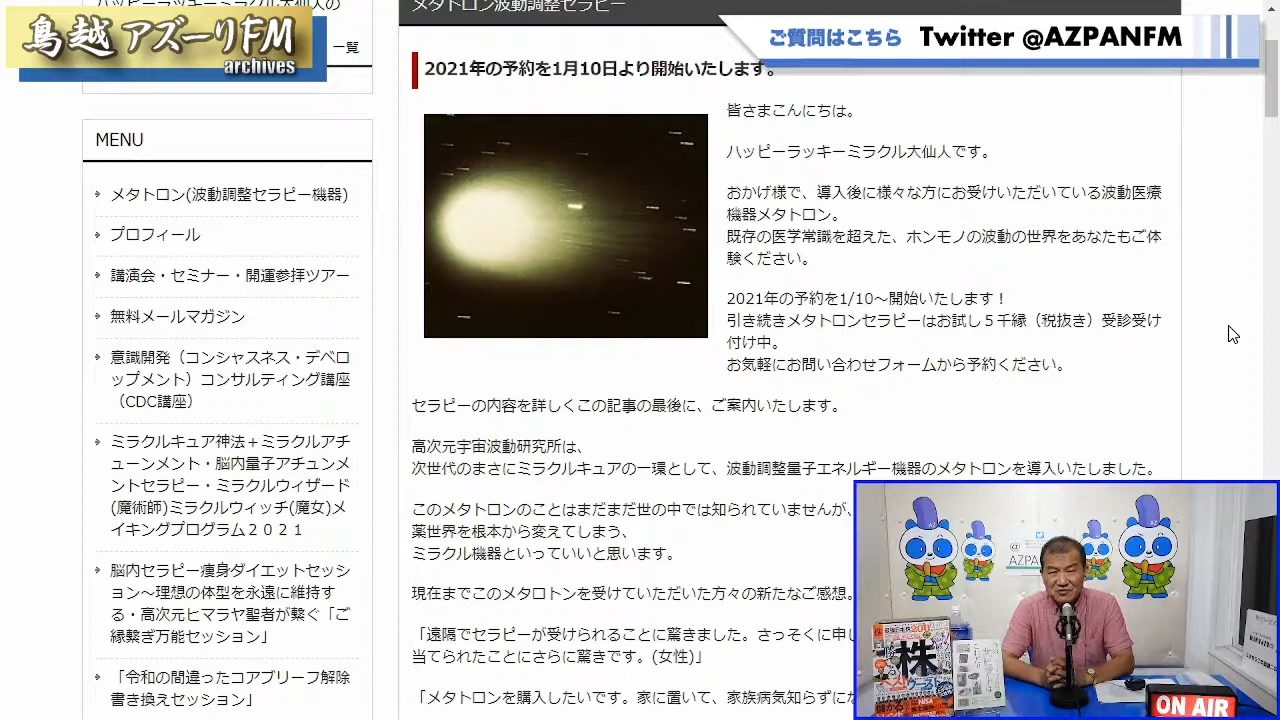 ハッピーラッキーミラクル大仙人の
鳥越 アズーリFM
archives
一覧
MENU
メタトロン(波動調整セラピー機器)
プロフィール
講演会・セミナー・開運参拝ツアー
無料メールマガジン
意識開発（コンシャスネス・デベロ
ップメント）コンサルティング講座
（CDC講座）
ミラクルキュア神法＋ミラクルアチ
ューンメント・脳内量子アチュンメ
ントセラピー・ミラクルウィザード
(魔術師)ミラクルウィッチ(魔女)メ
イキングプログラム２０２１
脳内セラピー痩身ダイエットセッシ
ョン～理想の体型を永遠に維持す
る・高次元ヒマラヤ聖者が繋ぐ「ご
縁繋ぎ万能セッション」
「令和の間違ったコアブリーフ解除
書き換えセッション」
メタトロン波動調整セラピー
ご質問はこちら Twitter @AZPANFM
2021年の予約を1月10日より開始いたします。
皆さまこんにちは。
ハッピーラッキーミラクル大仙人です。
おかげ様で、導入後に様々な方にお受けいただいている波動医療
機器メタトロン。
既存の医学常識を超えた、ホンモノの波動の世界をあなたもご体
験ください。
2021年の予約を1/10～開始いたします！
引き続きメタトロンセラピーはお試し５千縁（税抜き）受診受け
付け中。
お気軽にお問い合わせフォームから予約ください。
セラピーの内容を詳しくこの記事の最後に、ご案内いたします。
高次元宇宙波動研究所は、
次世代のまさにミラクルキュアの一環として、波動調整量子エネルギー機器のメタトロンを導入いたしました。
このメタトロンのことはまだまだ世の中では知られていませんが、
薬世界を根本から変えてしまう、
ミラクル機器といっていいと思います。
現在までこのメタロトンを受けていただいた方々の新たなご感想。
「遠隔でセラピーが受けられることに驚きました。さっそくに申し
当てられたことにさらに驚きです。(女性)」
「メタトロンを購入したいです。家に置いて、家族病気知らずにか
AZPA
株
NISA
ON AIR